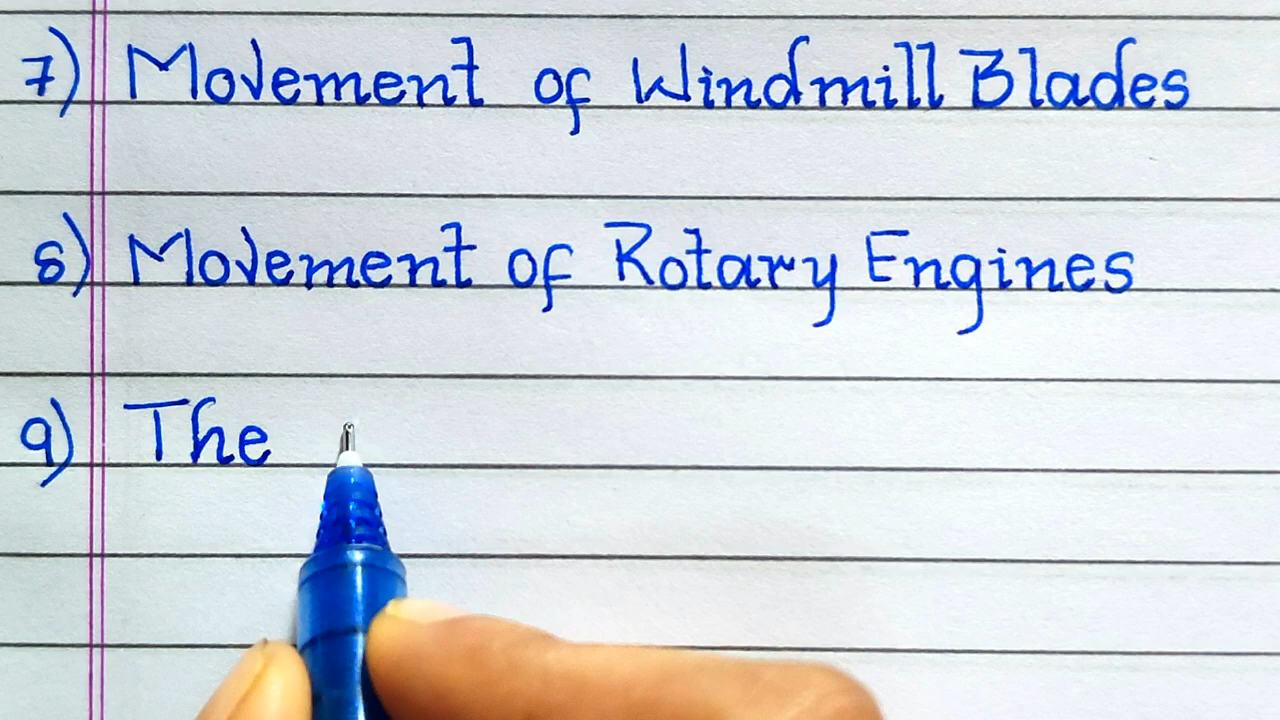 7) Movement of Windmill Blades
8) Movement of Rotary Engines
9) The